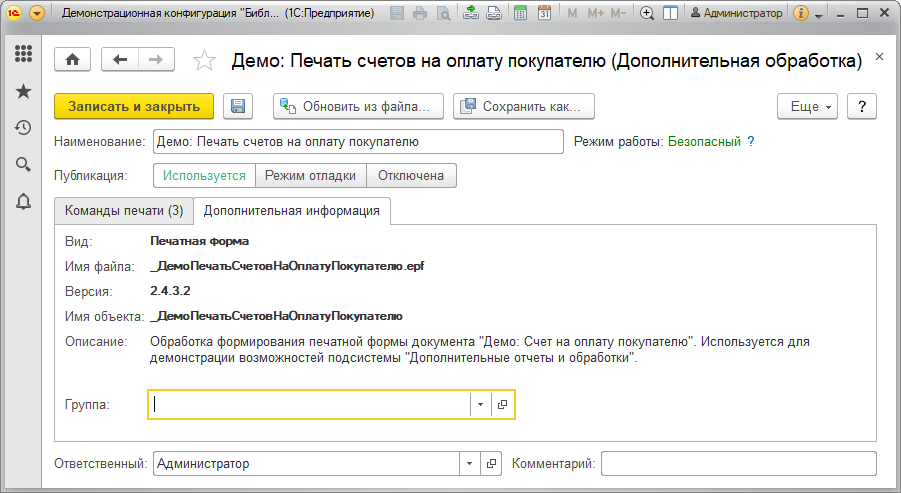 Демонстрационная конфигурация "Библ... (1С:Предприятие)
M M+ M- Администратор
Демо: Печать счетов на оплату покупателю (Дополнительная обработка)
Записать и закрыть Обновить из файла... Сохранить как... Еще ?
Наименование: Демо: Печать счетов на оплату покупателю Режим работы: Безопасный ?
Публикация: Используется Режим отладки Отключена
Команды печати (3) Дополнительная информация
Вид: Печатная форма
Имя файла: _ДемоПечатьСчетовНаОплатуПокупателю.epf
Версия: 2.4.3.2
Имя объекта: _ДемоПечатьСчетовНаОплатуПокупателю
Описание: Обработка формирования печатной формы документа "Демо: Счет на оплату покупателю". Используется для
демонстрации возможностей подсистемы "Дополнительные отчеты и обработки".
Группа:
Ответственный: Администратор Комментарий: